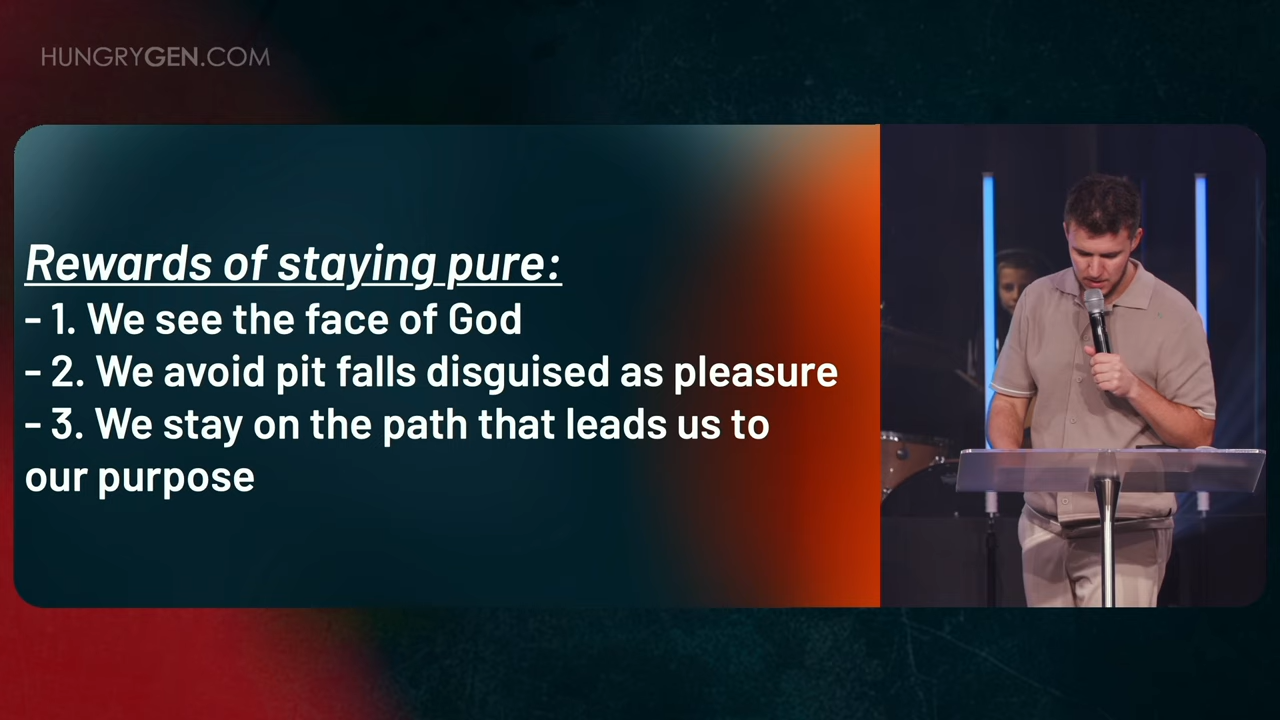 HUNGRYGEN.COM
Rewards of staying pure:
- 1. We see the face of God
- 2. We avoid pit falls disguised as pleasure
- 3. We stay on the path that leads us to
our purpose